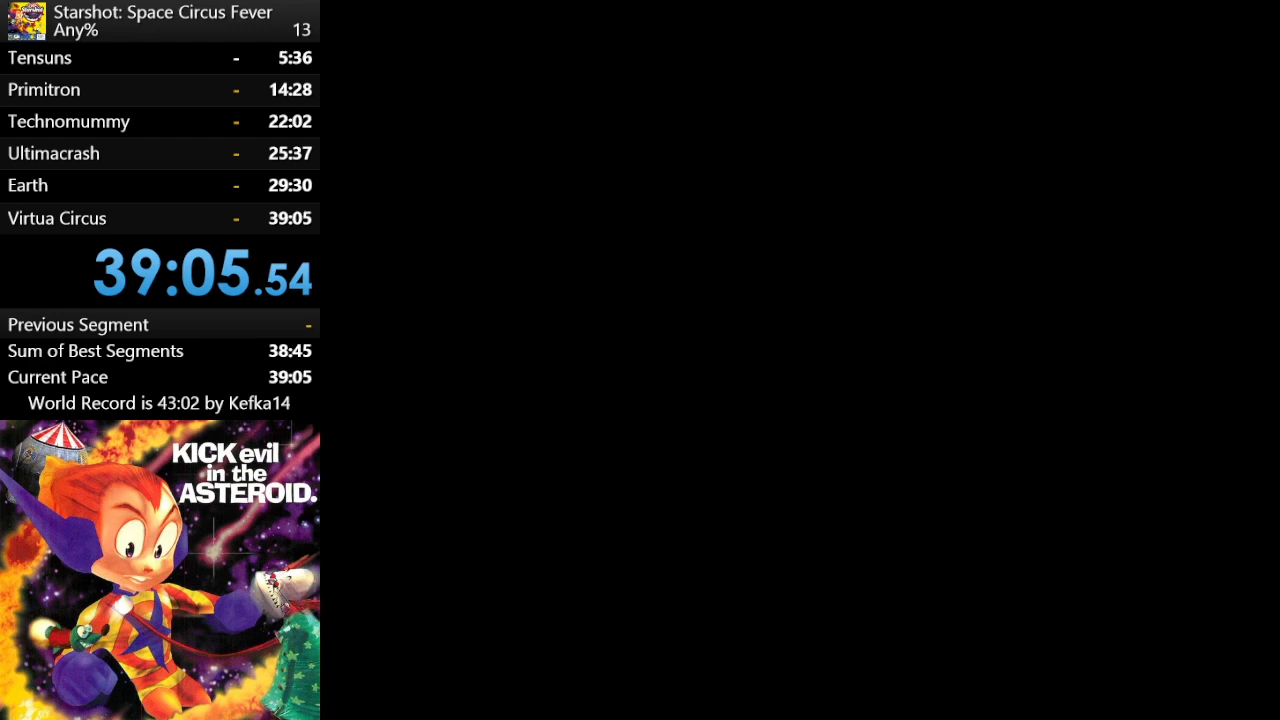 Starshot: Space Circus Fever
Any% 13
Tensuns - 5:36
Primitron - 14:28
Technomummy - 22:02
Ultimacrash - 25:37
Earth - 29:30
Virtua Circus - 39:05
39:05.54
Previous Segment -
Sum of Best Segments 38:45
Current Pace 39:05
World Record is 43:02 by Kefka14
KICK evil
in the
ASTEROID.